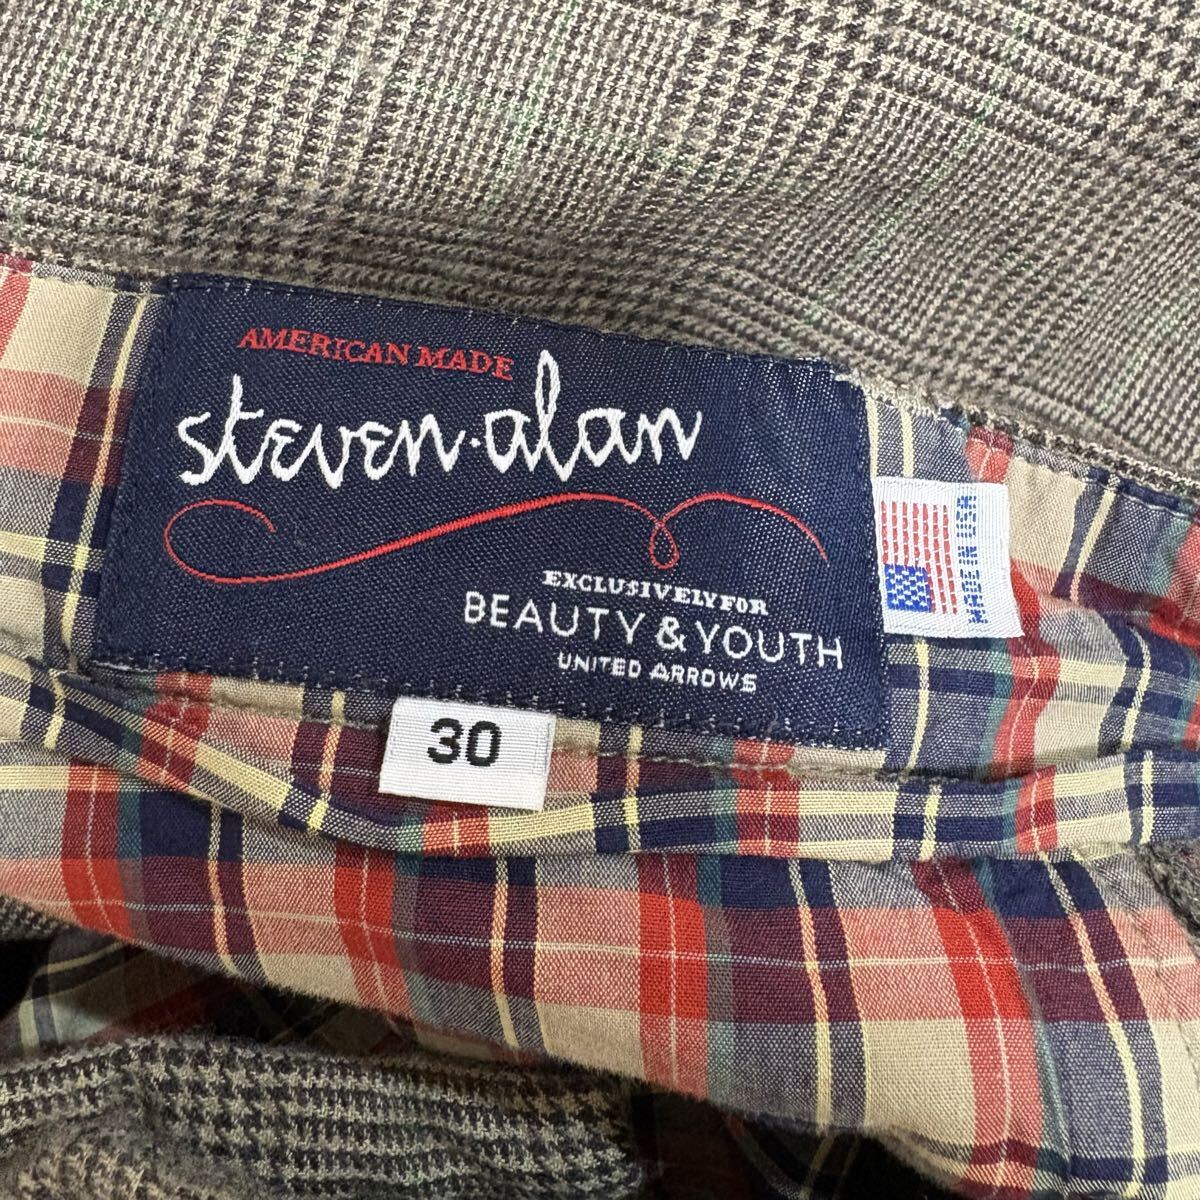 AMERICAN MADE
steven·alan
EXCLUSIVELY FOR
BEAUTY & YOUTH
UNITED ARROWS
MADE IN USA
30